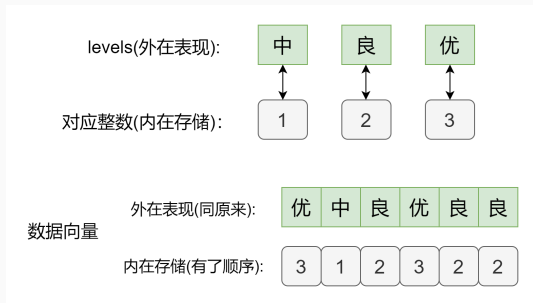 levels(外在表现): 中 良 优
对应整数(内在存储): 1 2 3
外在表现(同原来): 优 中 良 优 良 良
数据向量
内在存储(有了顺序): 3 1 2 3 2 2